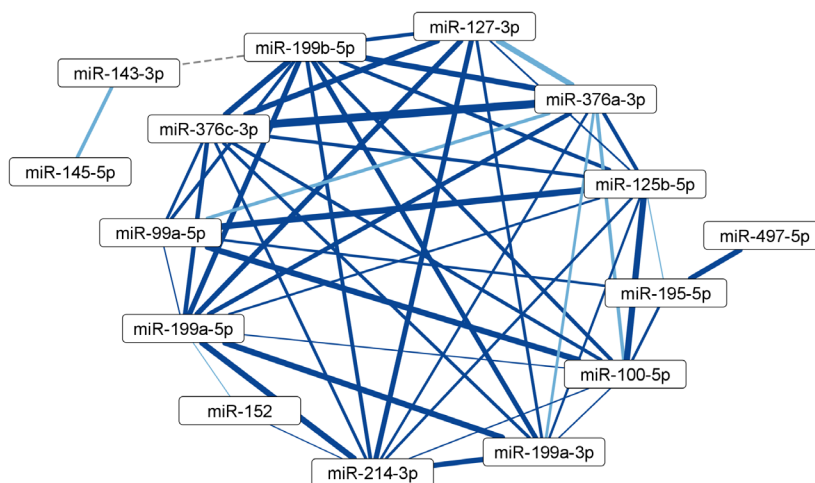 miR-127-3p
miR-199b-5p
miR-143-3p
miR-376a-3p
miR-376c-3p
miR-145-5p
miR-125b-5p
miR-99a-5p
miR-497-5p
miR-195-5p
miR-199a-5p
miR-100-5p
miR-152
miR-199a-3p
miR-214-3p